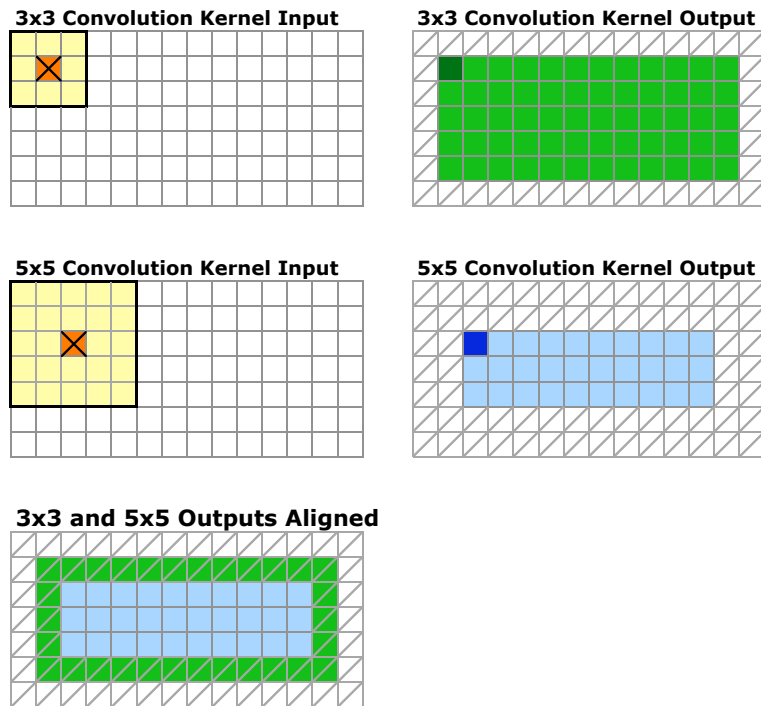 3x3 Convolution Kernel Input
3x3 Convolution Kernel Output
5x5 Convolution Kernel Input
5x5 Convolution Kernel Output
3x3 and 5x5 Outputs Aligned